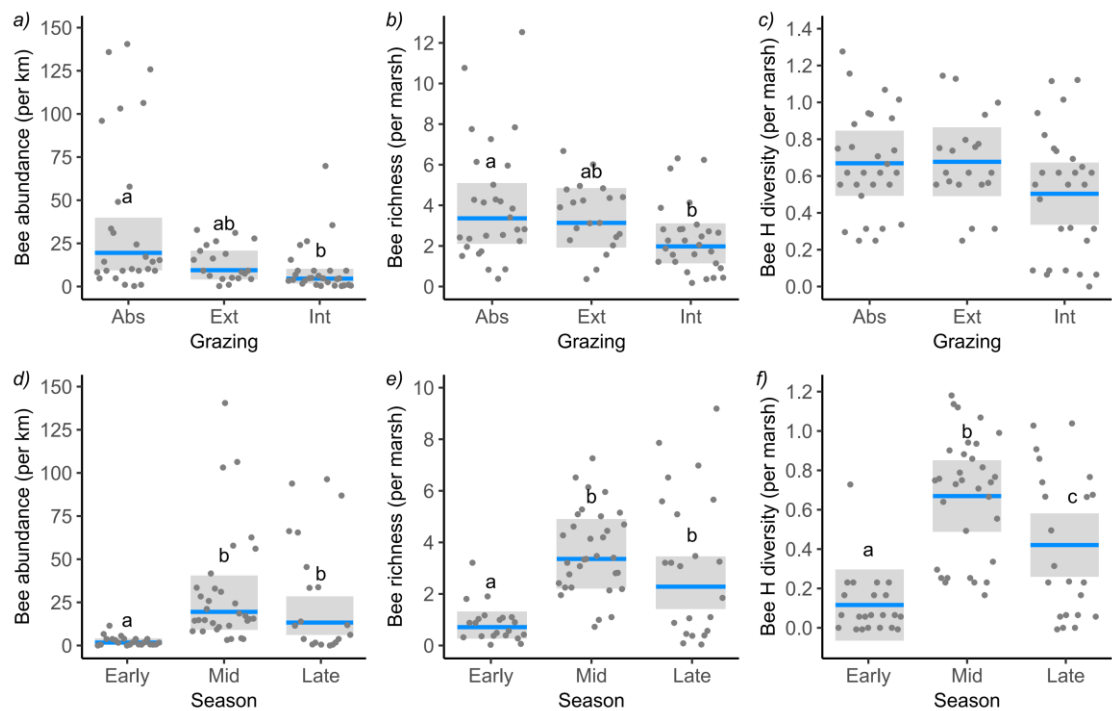 a)
Bee abundance (per km)
150
125
100
75
50
25
0
a
ab
b
Abs
Ext
Int
Grazing
b)
Bee richness (per marsh)
12
10
8
6
4
2
0
a
ab
b
Abs
Ext
Int
Grazing
c)
Bee H diversity (per marsh)
1.6
1.4
1.2
1.0
0.8
0.6
0.4
0.2
0.0
Abs
Ext
Int
Grazing
d)
Bee abundance (per km)
150
125
100
75
50
25
0
a
b
b
Early
Mid
Late
Season
e)
Bee richness (per marsh)
10
8
6
4
2
0
a
b
b
Early
Mid
Late
Season
f)
Bee H diversity (per marsh)
1.2
1.0
0.8
0.6
0.4
0.2
0.0
a
b
c
Early
Mid
Late
Season